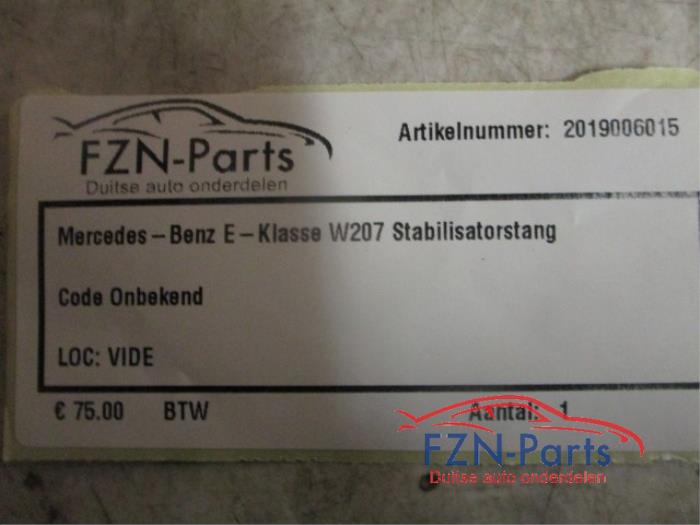 FZN-Parts
Duitse auto onderdelen
Artikelnummer: 2019006015
Mercedes-Benz E-Klasse W207 Stabilisatorstang
Code Onbekend
LOC: VIDE
€ 75.00 BTW Aantal: 1
FZN-Parts
Duitse auto onderdelen